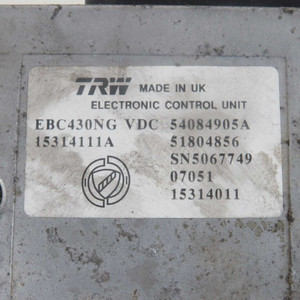 TRW MADE IN UK
ELECTRONIC CONTROL UNIT
EBC430NG VDC 54084905A
15314111A 51804856
SN5067749
07051
15314011